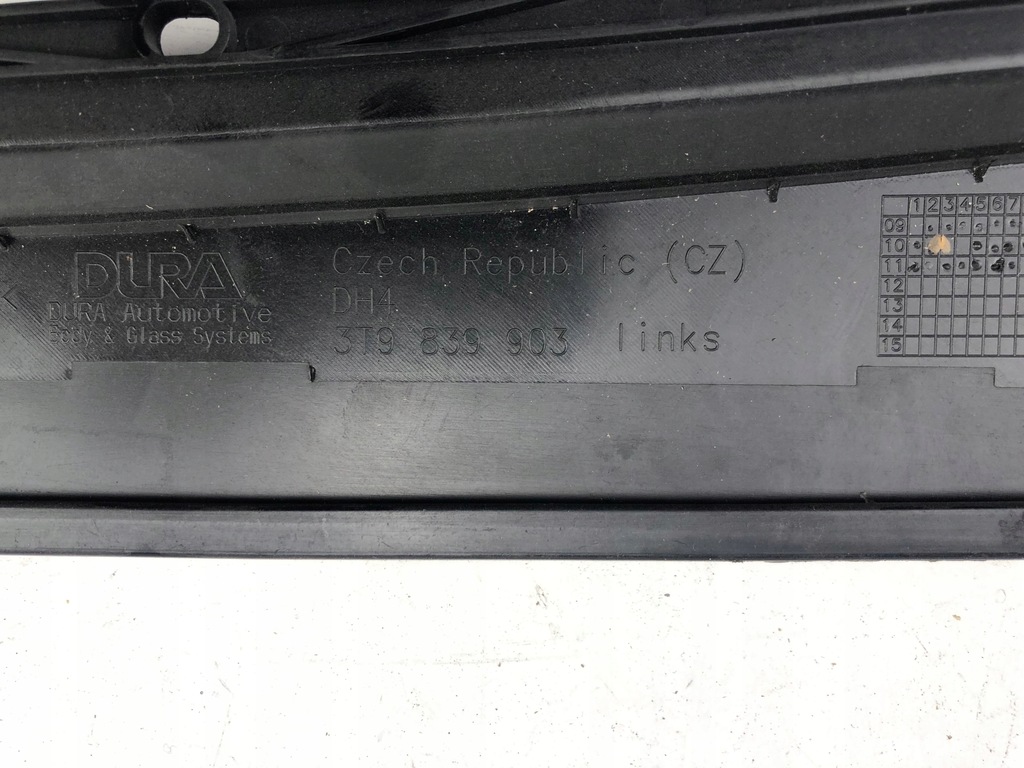 DURA
DURA Automotive
Body & Glass Systems
Czech Republic (CZ)
DH4
3T9 839 903 links
1 2 3 4 5 6 7
09
10
11
12
13
14
15